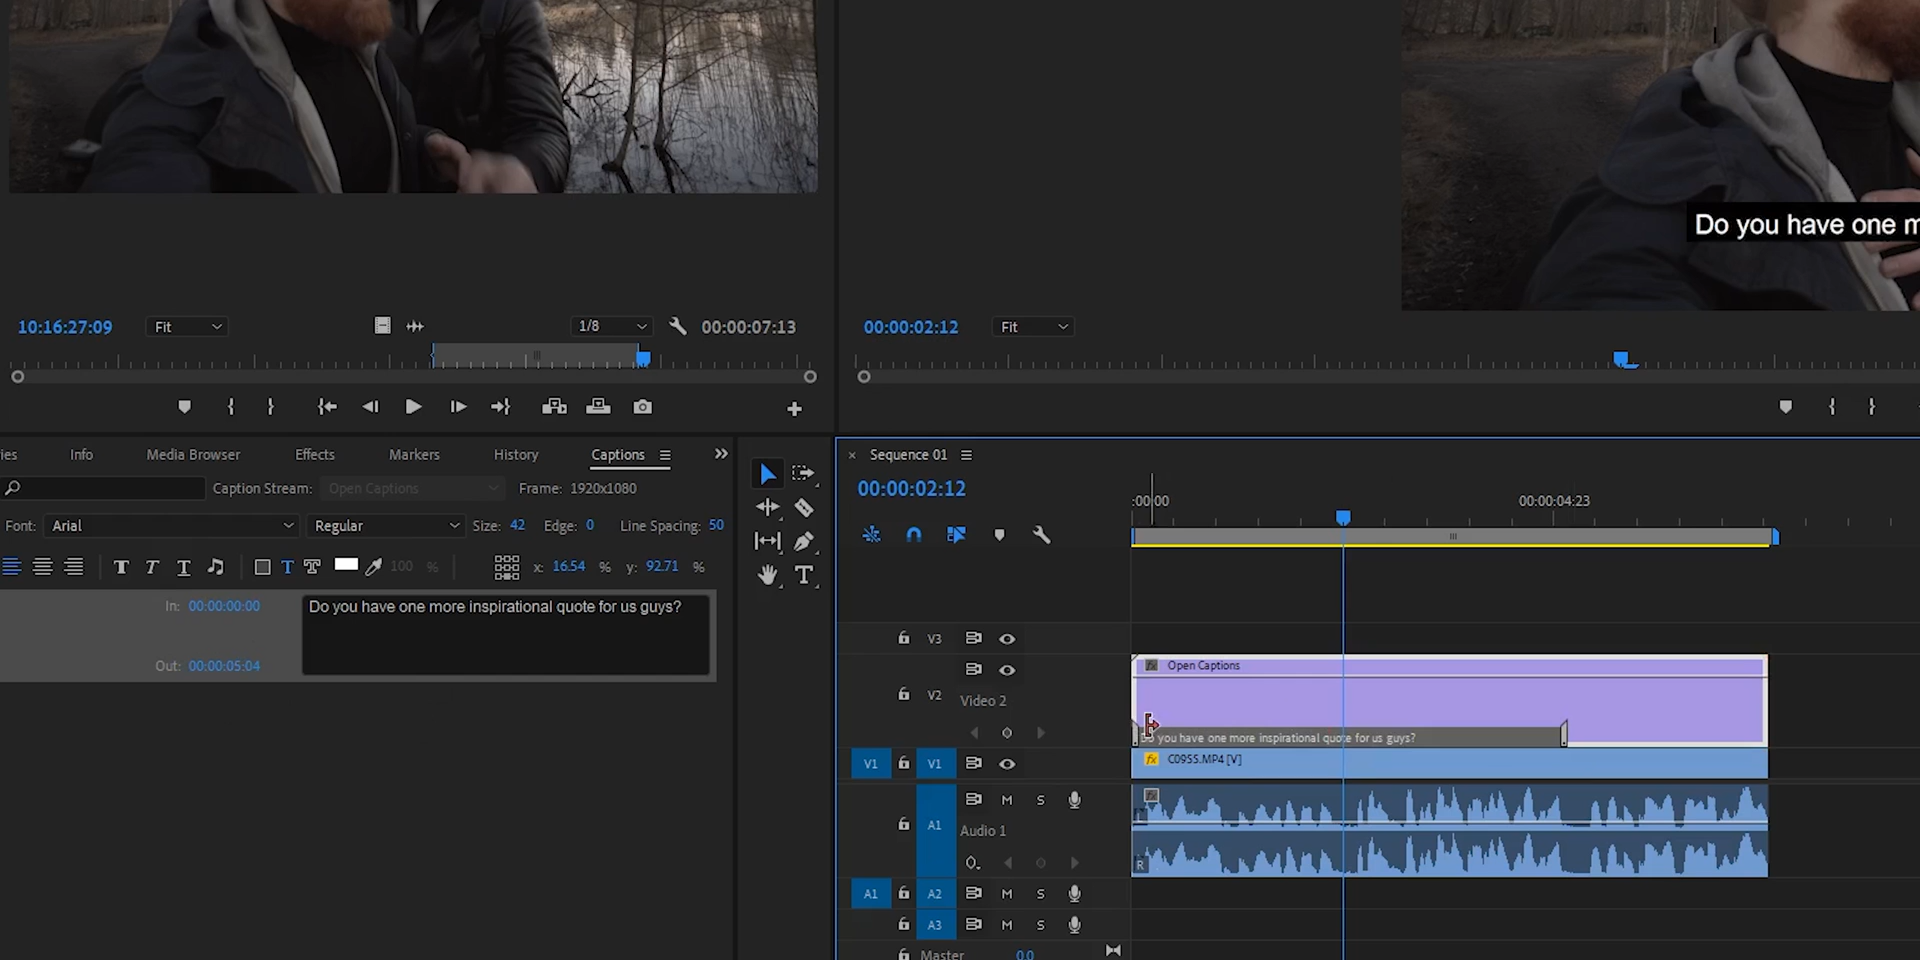 Do you have one m
10:16:27:09
Fit
1/8
00:00:07:13
00:00:02:12
Fit
ies
Info
Media Browser
Effects
Markers
History
Captions
Sequence 01
Caption Stream:
Open Captions
Frame: 1920x1080
00:00:02:12
:00:00
00:00:04:23
Font:
Arial
Regular
Size: 42
Edge: 0
Line Spacing: 50
100 %
x: 16.54 %
y: 92.71 %
In: 00:00:00:00
Do you have one more inspirational quote for us guys?
Out: 00:00:05:04
V3
fx Open Captions
V2
Video 2
Do you have one more inspirational quote for us guys?
V1
V1
fx C0955.MP4 [V]
M S
A1
Audio 1
L
R
A1
A2
M S
A3
M S
Master
0.0